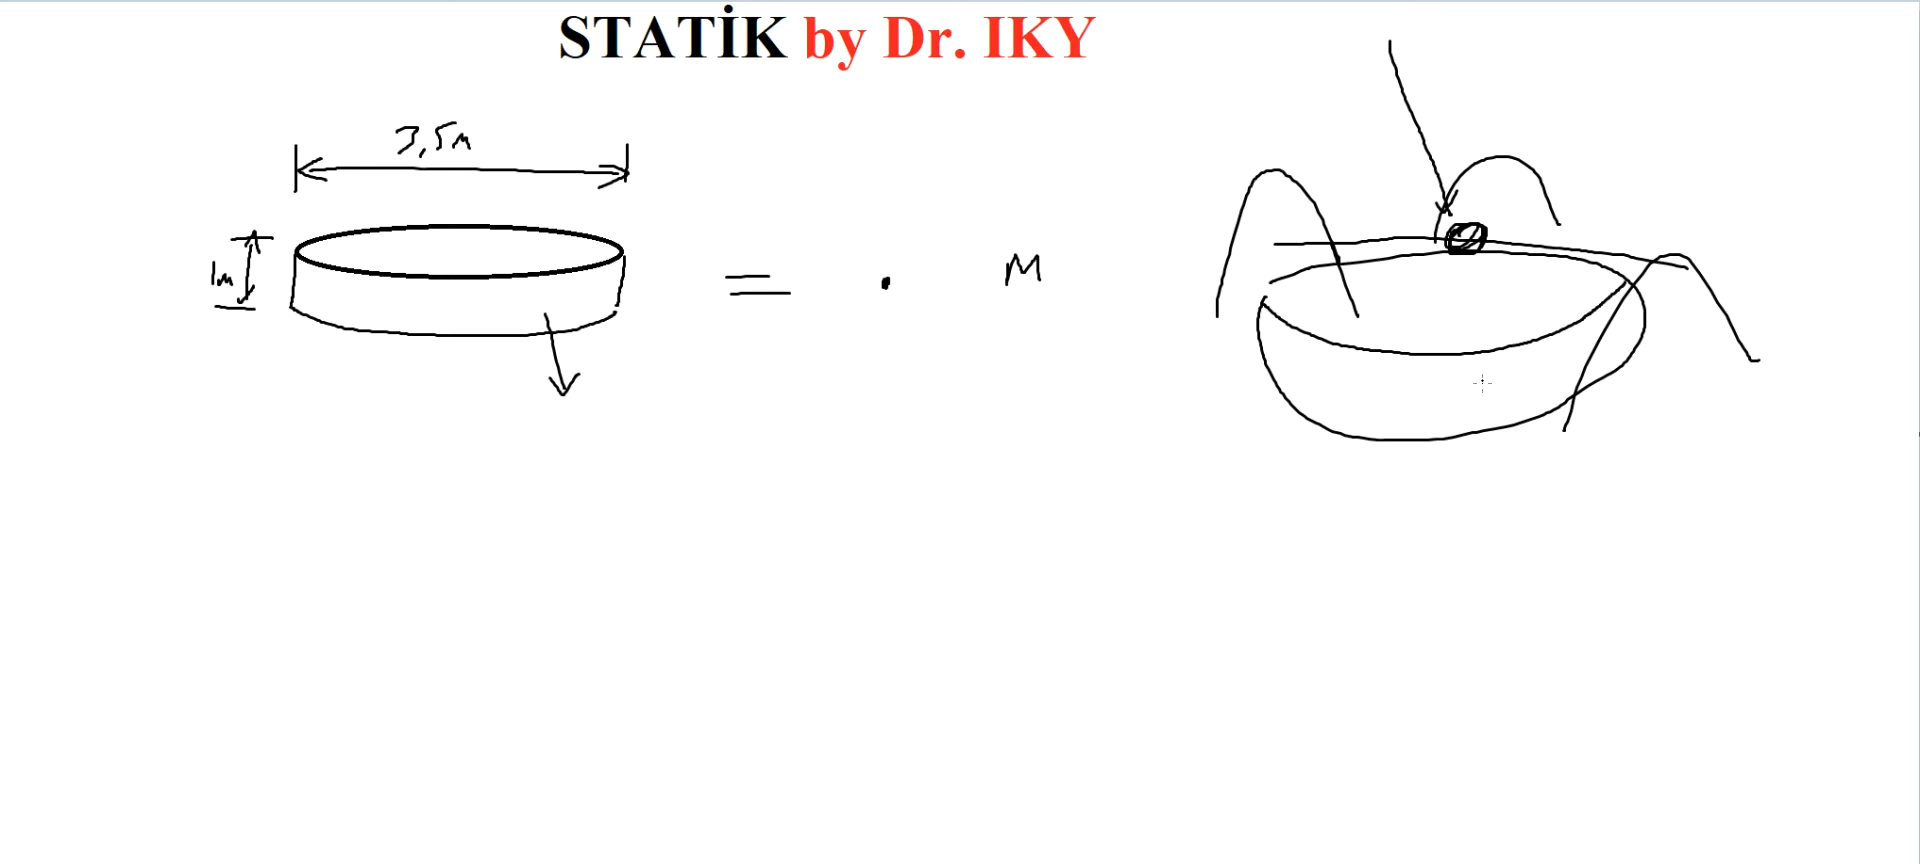 STATİK by Dr. IKY
3,5m
1m
= . M